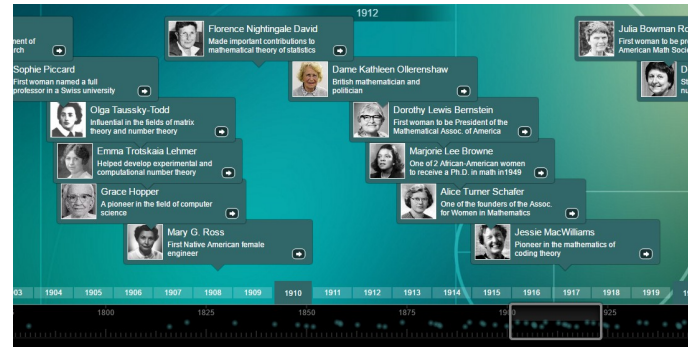 1912
ment of
rch
Florence Nightingale David
Made important contributions to
mathematical theory of statistics
Julia Bowman Ro
First woman to be pre
American Math Socie
Sophie Piccard
First woman named a full
professor in a Swiss university
Dame Kathleen Ollerenshaw
British mathematician and
politician
D
St
nu
Olga Taussky-Todd
Influential in the fields of matrix
theory and number theory
Dorothy Lewis Bernstein
First woman to be President of the
Mathematical Assoc. of America
Emma Trotskaia Lehmer
Helped develop experimental and
computational number theory
Marjorie Lee Browne
One of 2 African-American women
to receive a Ph.D. in math in1949
Grace Hopper
A pioneer in the field of computer
science
Alice Turner Schafer
One of the founders of the Assoc.
for Women in Mathematics
Mary G. Ross
First Native American female
engineer
Jessie MacWilliams
Pioneer in the mathematics of
coding theory
03 1904 1905 1906 1907 1908 1909 1910 1911 1912 1913 1914 1915 1916 1917 1918 1919 1
1800 1825 1850 1875 1900 1925